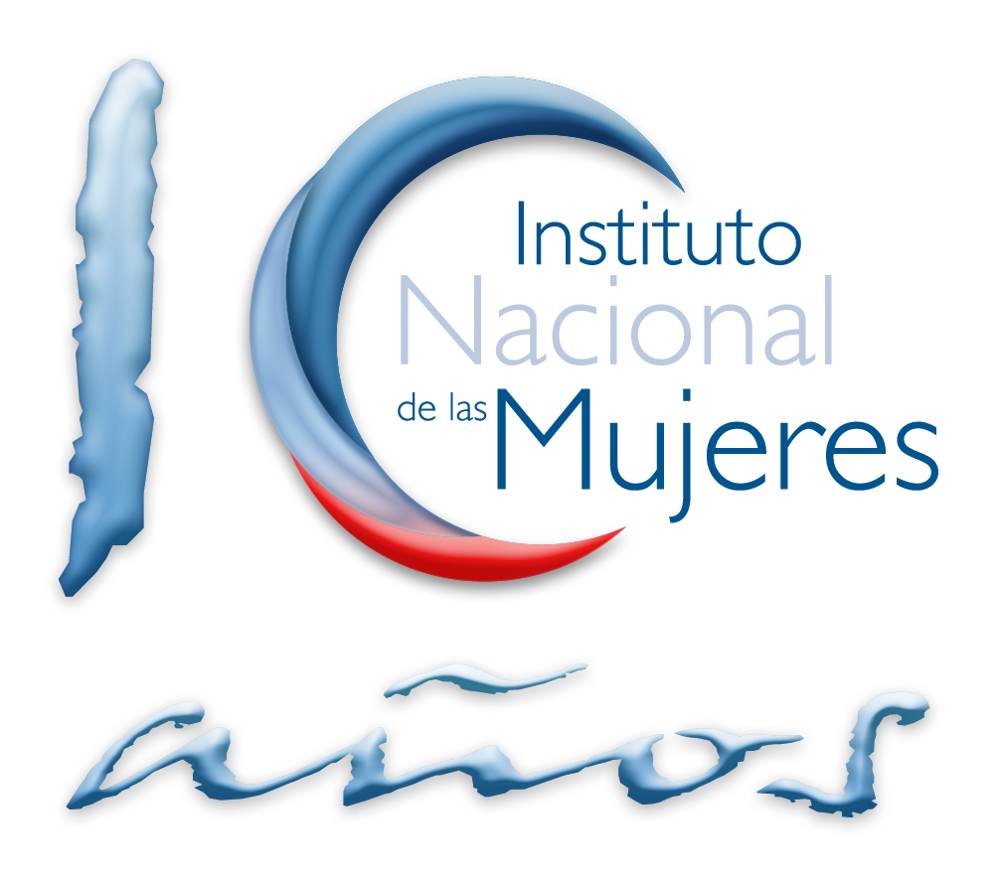 10
Instituto
Nacional
de las Mujeres
años